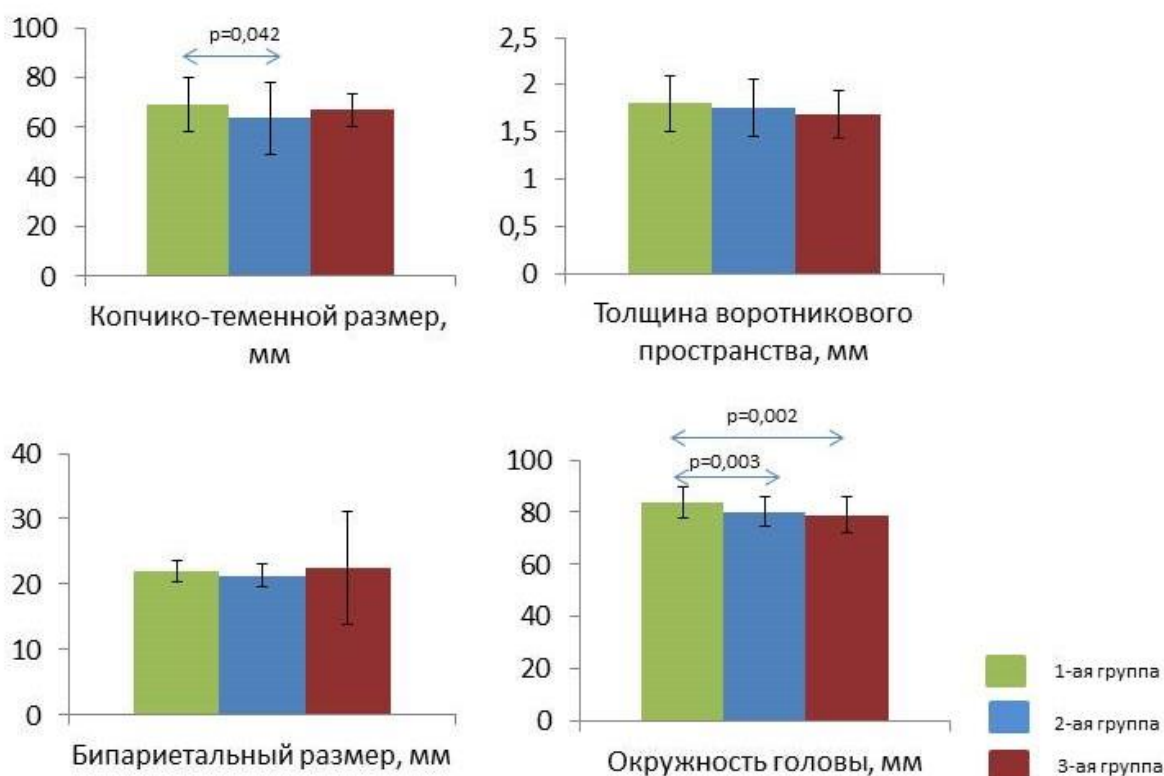 100
80
60
40
20
0
p=0,042
Копчико-теменной размер,
мм
2,5
2
1,5
1
0,5
0
Толщина воротникового
пространства, мм
40
30
20
10
0
Бипариетальный размер, мм
100
80
60
40
20
0
p=0,002
p=0,003
Окружность головы, мм
1-ая группа
2-ая группа
3-ая группа